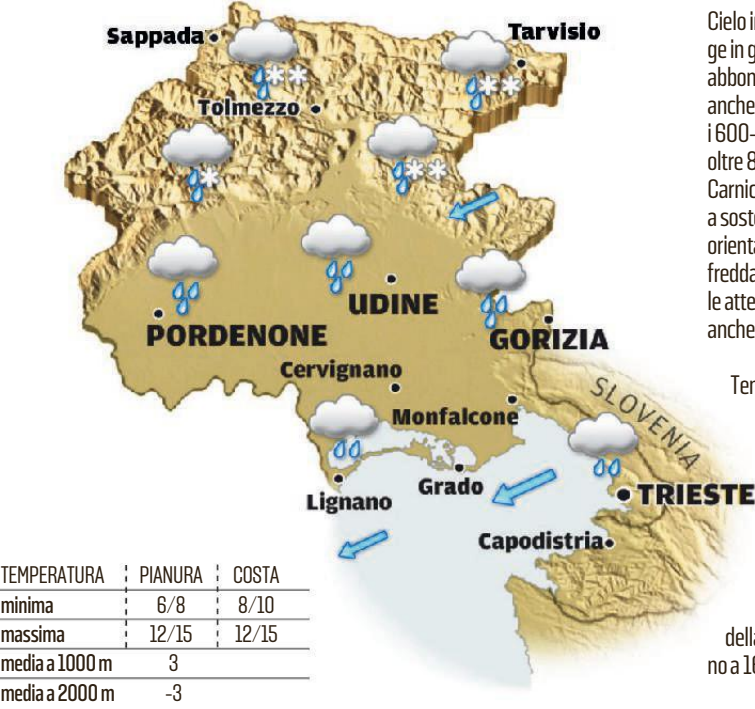 Sappada
Tarvisio
Tolmezzo
UDINE
PORDENONE
GORIZIA
Cervignano
Monfalcone
SLOVENIA
Grado
Lignano
TRIESTE
Capodistria
TEMPERATURA PIANURA COSTA
minima 6/8 8/10
massima 12/15 12/15
media a 1000 m 3
media a 2000 m -3
Cielo i
ge in g
abbon
anche
i 600-
oltre 8
Carnic
a sost
orienta
fredda
le atte
anche
Ter
della
no a 1